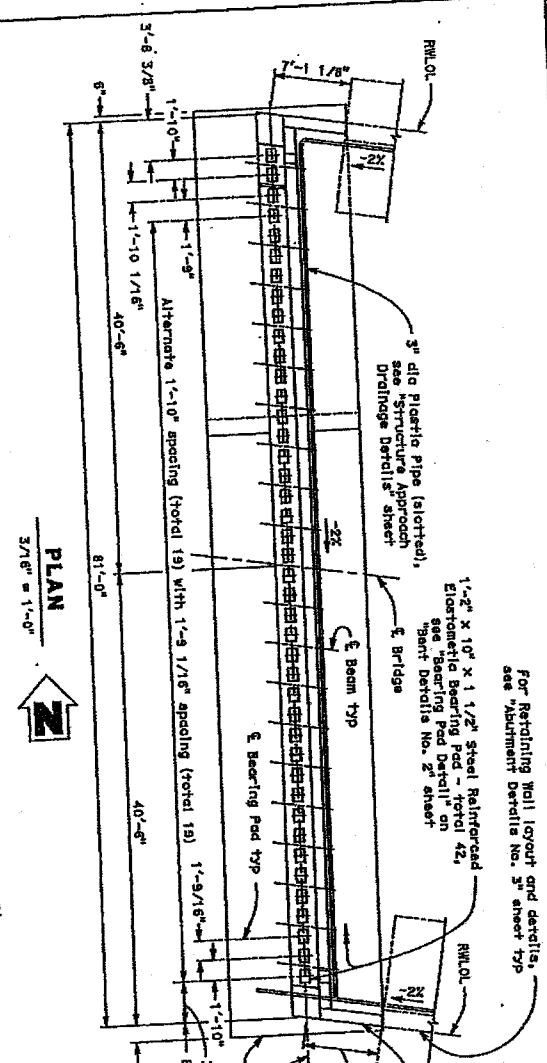 For Retaining Wall layout and details,
see "Abutment Details No. 3" sheet typ
1'-2" X 10" X 1 1/2" Steel Reinforced
Elastometic Bearing Pad - total 42,
see "Bearing Pad Detail" on
"Bent Details No. 2" sheet
3" dia Plastic Pipe (slotted),
see "Structure Approach
Drainage Details" sheet
RWLOL
RWLOL
7'-1 1/8"
-2%
-2%
-2%
℄ Bridge
℄ Beam typ
℄ Bearing Pad typ
3'-6 3/8"
6"
1'-10"
1'-9"
1'-10 1/16"
Alternate 1'-10" spacing (total 19) with 1'-9 1/16" spacing (total 19)
1'-9/16"
1'-10"
40'-6"
40'-6"
81'-0"
PLAN
3/16" = 1'-0"
N